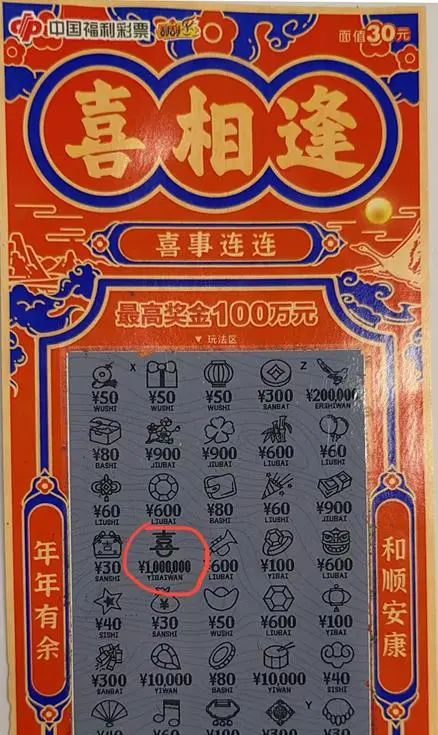 中国福利彩票 刮刮乐
面值30元
喜相逢
喜事连连
最高奖金100万元
▼玩法区
X Z
¥50 ¥50 ¥50 ¥300 ¥200,000
WUSHI WUSHI WUSHI SANBAI ERSHIWAN
¥80 ¥900 ¥900 ¥600 ¥60
BASHI JIUBAI JIUBAI LIUBAI LIUSHI
¥60 ¥600 ¥80 ¥60 ¥900
LIUSHI LIUBAI BASHI LIUSHI JIUBAI
喜
¥30 ¥1,000,000 ¥600 ¥100 ¥600
SANSHI YIBAIWAN LIUBAI YIBAI LIUBAI
¥40 ¥30 ¥50 ¥600 ¥100
SISHI SANSHI WUSHI LIUBAI YIBAI
¥300 ¥10,000 ¥80 ¥10,000 ¥40
SANBAI YIWAN BASHI YIWAN SISHI
Y
年年有余
和顺安康